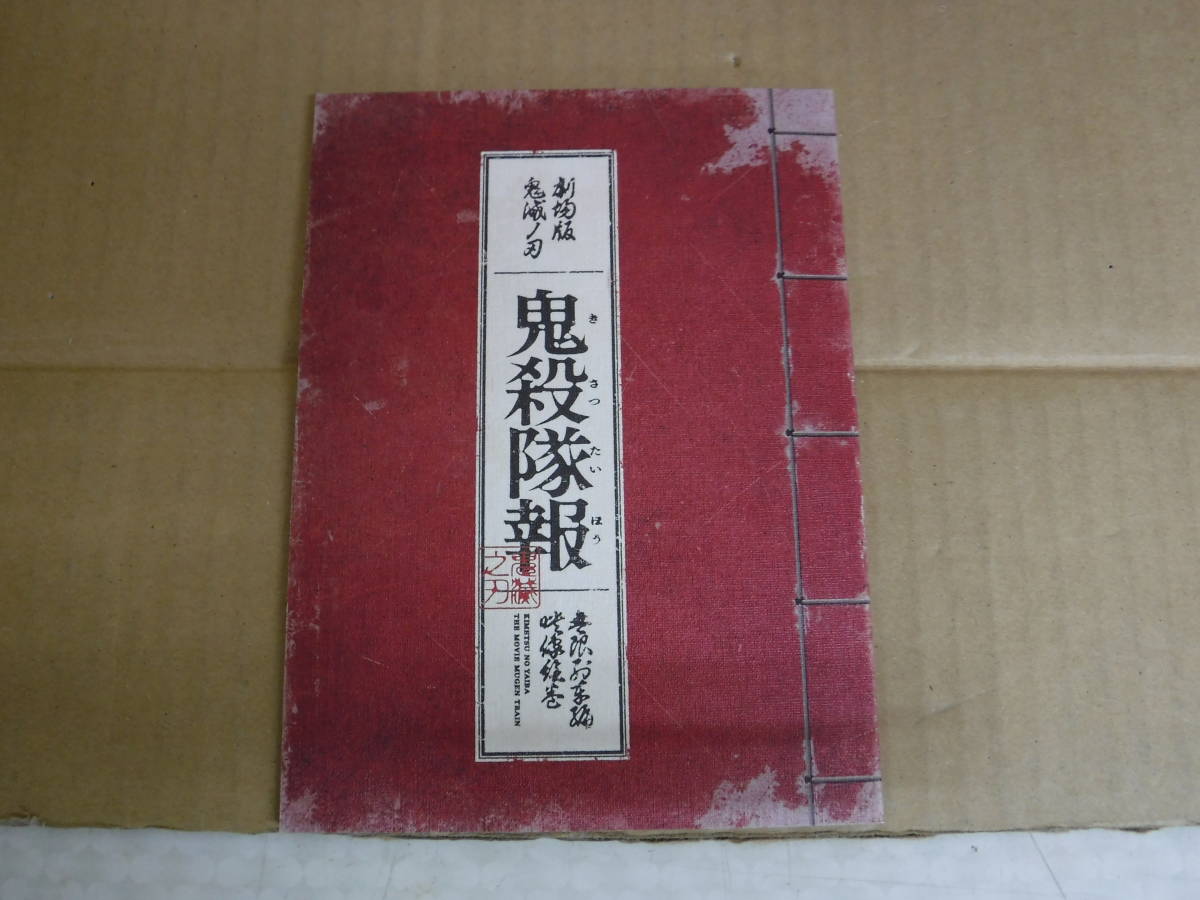 劇場版
鬼滅ノ刃
鬼殺隊報
きさつたいほう
鬼滅之刃
無限列車編
映像絵巻
KIMETSU NO YAIBA
THE MOVIE MUGEN TRAIN